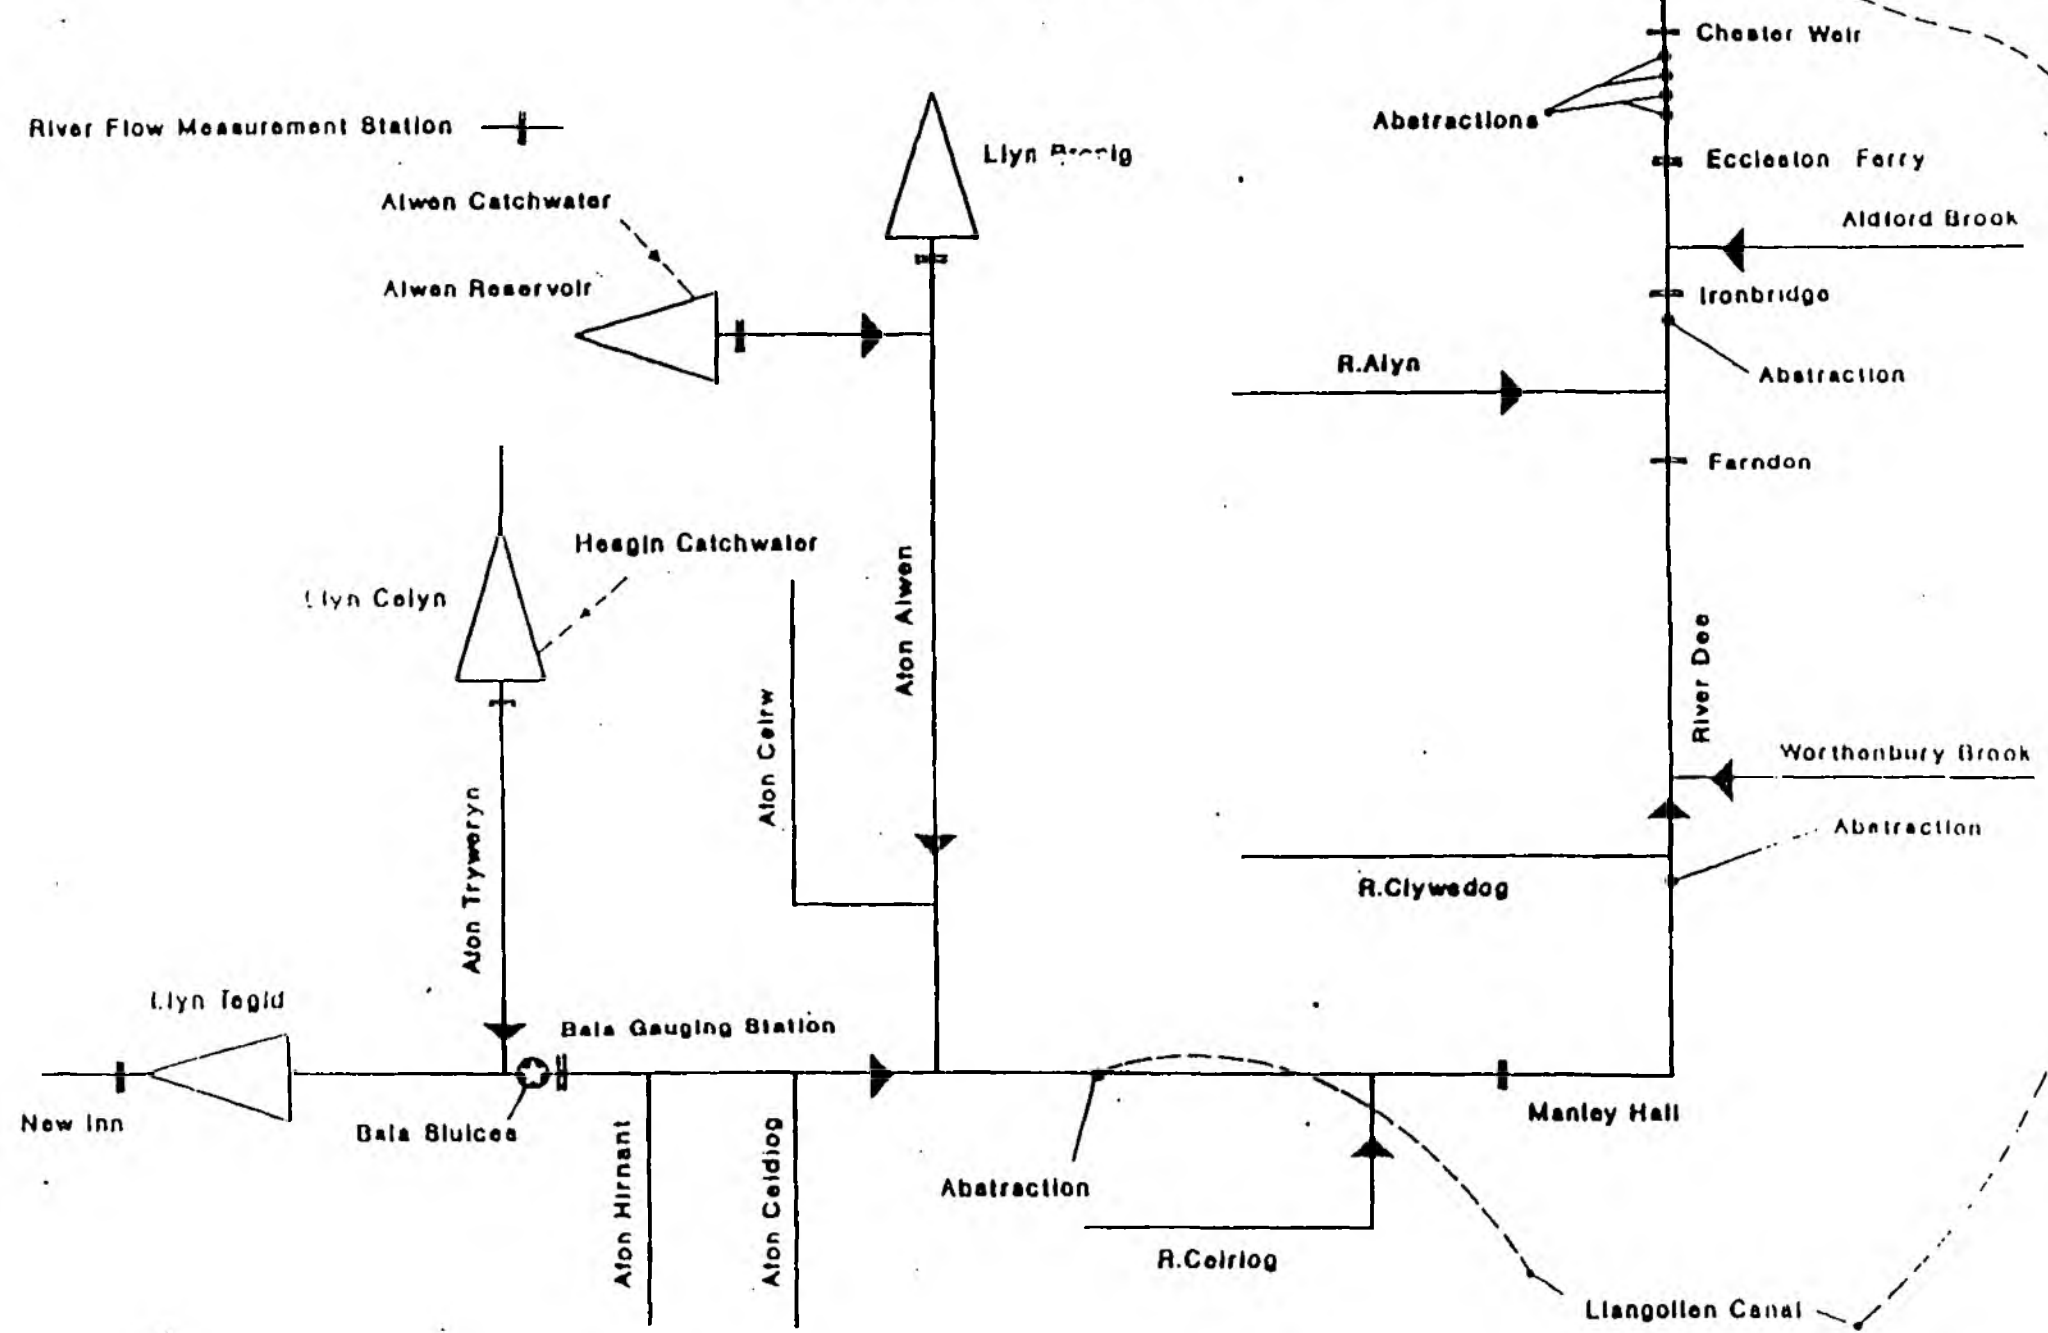 Chester Weir
River Flow Measurement Station
Abstractions
Llyn Brenig
Eccleston Ferry
Alwen Catchwater
Aldford Brook
Alwen Reservoir
Ironbridge
R.Alyn
Abstraction
Farndon
Hesgin Catchwater
Llyn Celyn
Afon Alwen
River Dee
Afon Ceirw
Worthenbury Brook
Afon Tryweryn
Abstraction
R.Clywedog
Llyn Tegid
Bala Gauging Station
New Inn
Bala Sluices
Manley Hall
Afon Hirnant
Afon Ceidiog
Abstraction
R.Ceiriog
Llangollen Canal